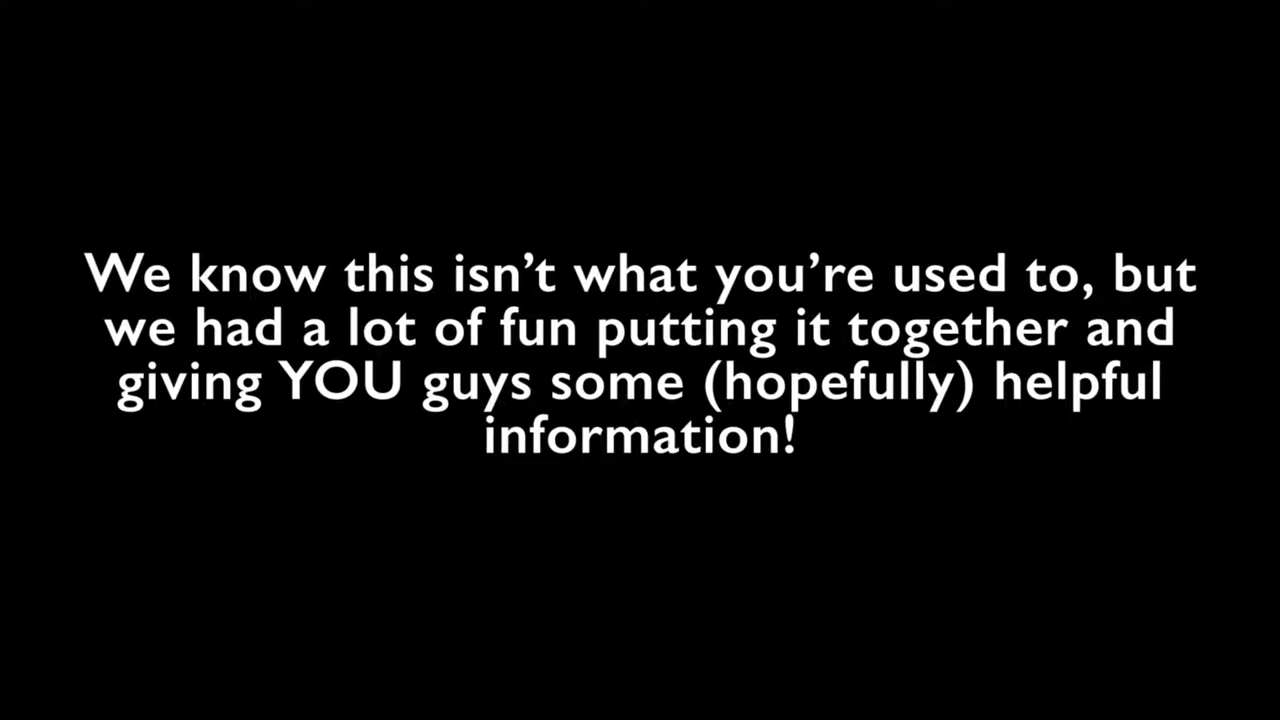 We know this isn’t what you’re used to, but
we had a lot of fun putting it together and
giving YOU guys some (hopefully) helpful
information!